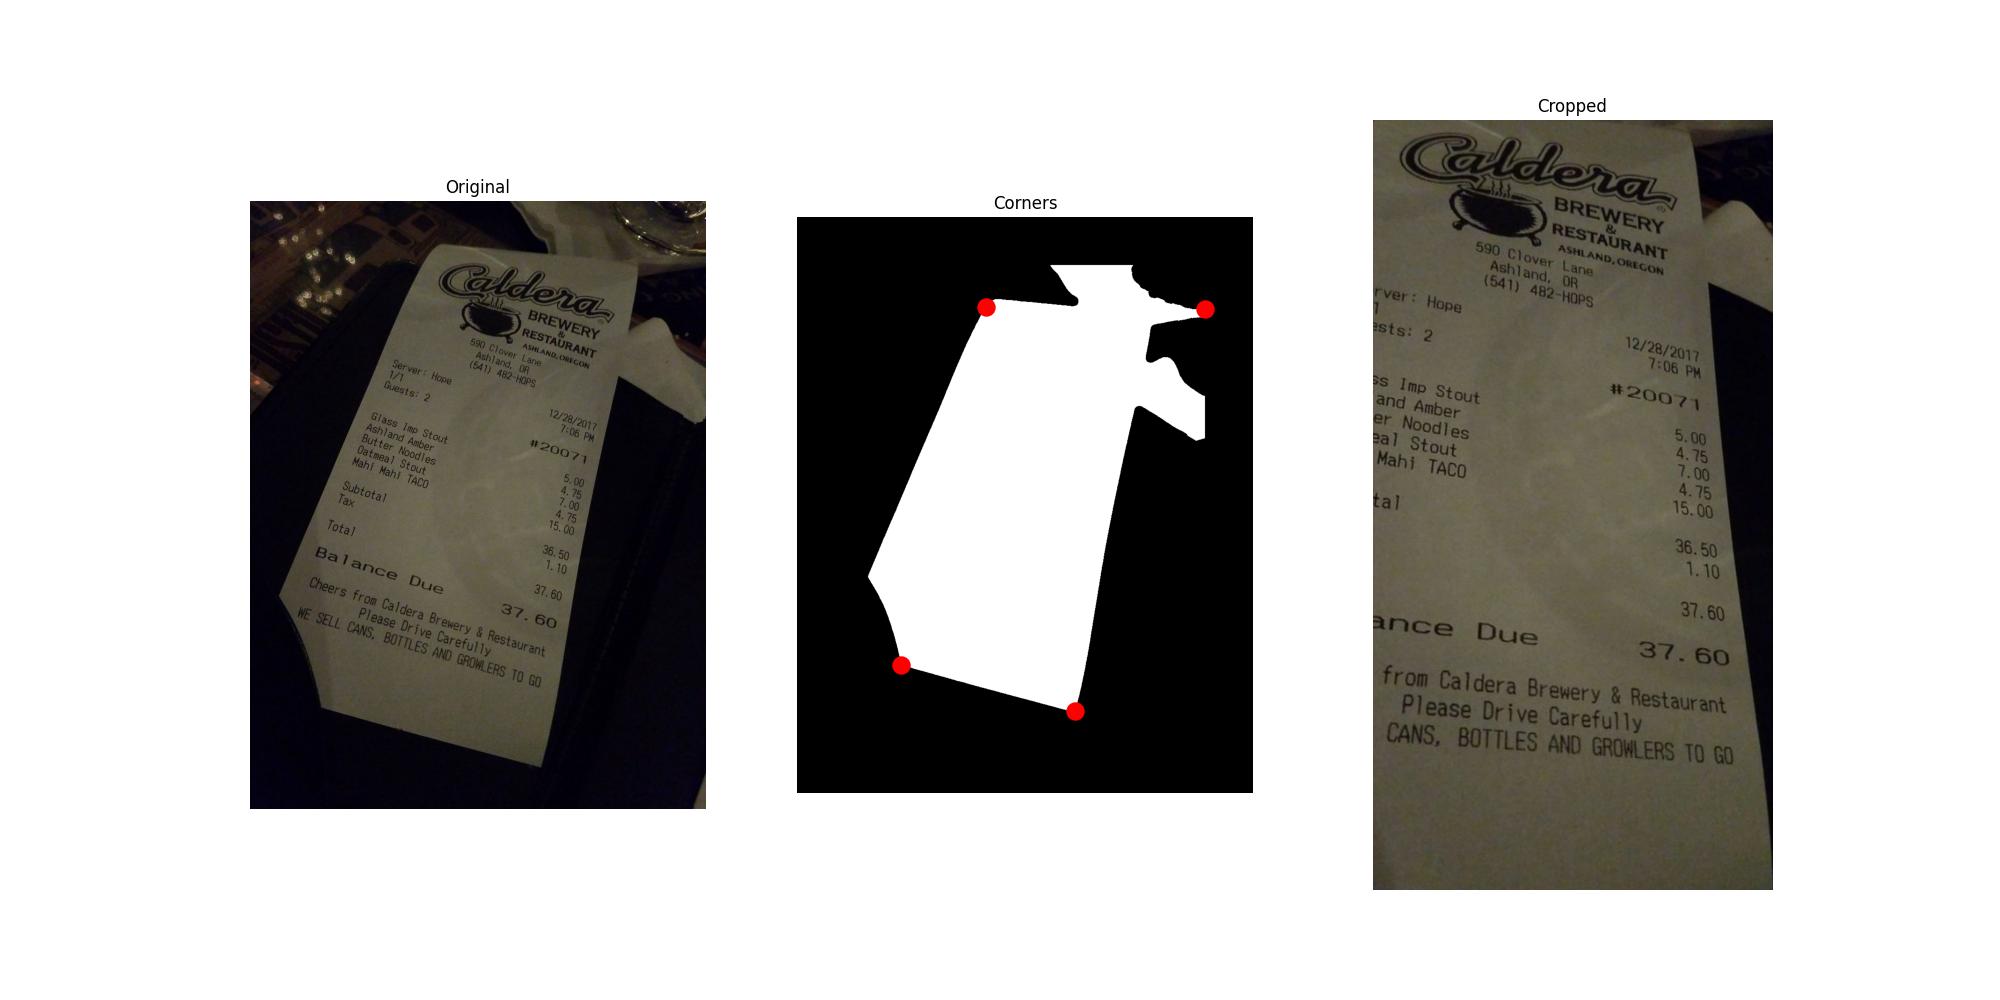 Original
Caldera
BREWERY
&
RESTAURANT
ASHLAND, OREGON
590 Clover Lane
Ashland, OR
(541) 482-HOPS
Server: Hope
1/1
Guests: 2
12/28/2017
7:06 PM
#20071
Glass Imp Stout 5.00
Ashland Amber 4.75
Butter Noodles 7.00
Oatmeal Stout 4.75
Mahi Mahi TACO 15.00
Subtotal 36.50
Tax 1.10
Total 37.60
Balance Due 37.60
Cheers from Caldera Brewery & Restaurant
Please Drive Carefully
WE SELL CANS, BOTTLES AND GROWLERS TO GO
Corners
Cropped
Caldera
®
BREWERY
&
RESTAURANT
ASHLAND, OREGON
590 Clover Lane
Ashland, OR
(541) 482-HOPS
rver: Hope
1
ests: 2
12/28/2017
7:06 PM
#20071
ss Imp Stout 5.00
and Amber 4.75
er Noodles 7.00
eal Stout 4.75
Mahi TACO 15.00
tal 36.50
1.10
37.60
ance Due 37.60
from Caldera Brewery & Restaurant
Please Drive Carefully
CANS, BOTTLES AND GROWLERS TO GO